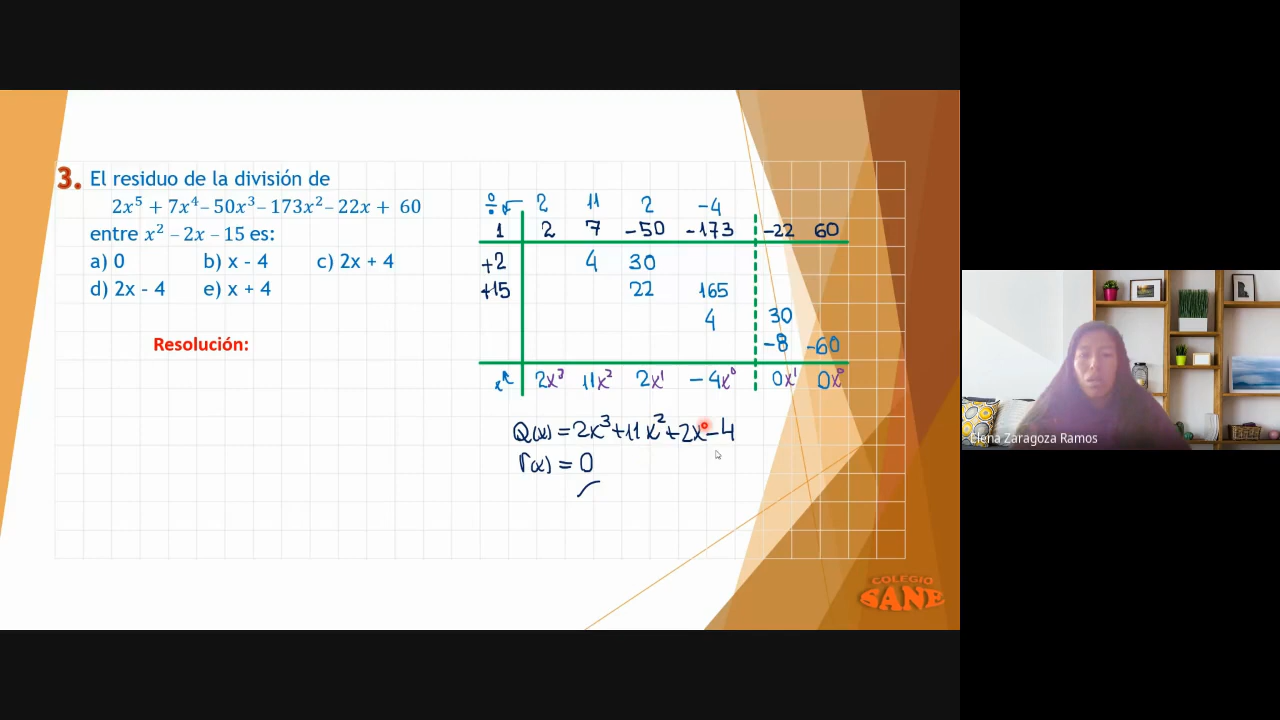 3. El residuo de la división de
2x⁵ + 7x⁴ – 50x³ – 173x² – 22x + 60
entre x² – 2x – 15 es:
a) 0 b) x - 4 c) 2x + 4
d) 2x - 4 e) x + 4
Resolución:
÷ 2 11 2 -4
1 2 7 -50 -173 -22 60
+2 4 30
+15 22 165
4 30
-8 -60
2x³ 11x² 2x¹ -4x⁰ 0x¹ 0x⁰
Q(x) = 2x³+11x²+2x-4
r(x) = 0
COLEGIO
SANE
Elena Zaragoza Ramos